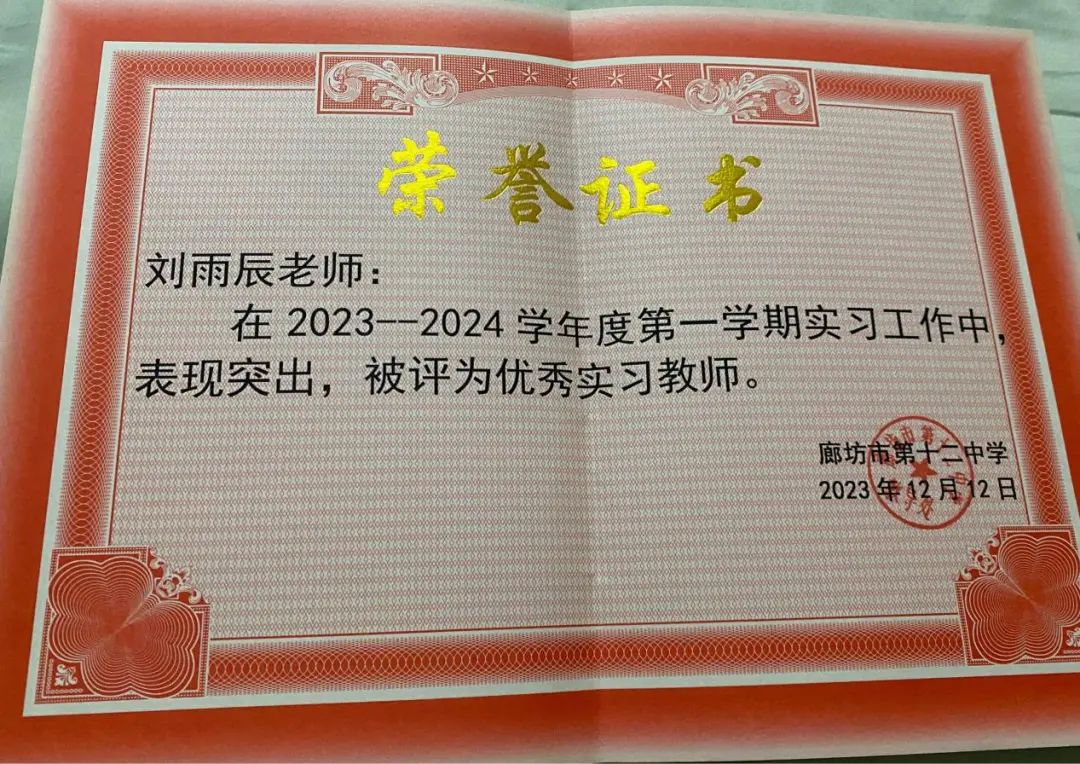 荣誉证书
刘雨辰老师：
在 2023--2024 学年度第一学期实习工作中，
表现突出，被评为优秀实习教师。
廊坊市第十二中学
2023 年 12 月 12 日